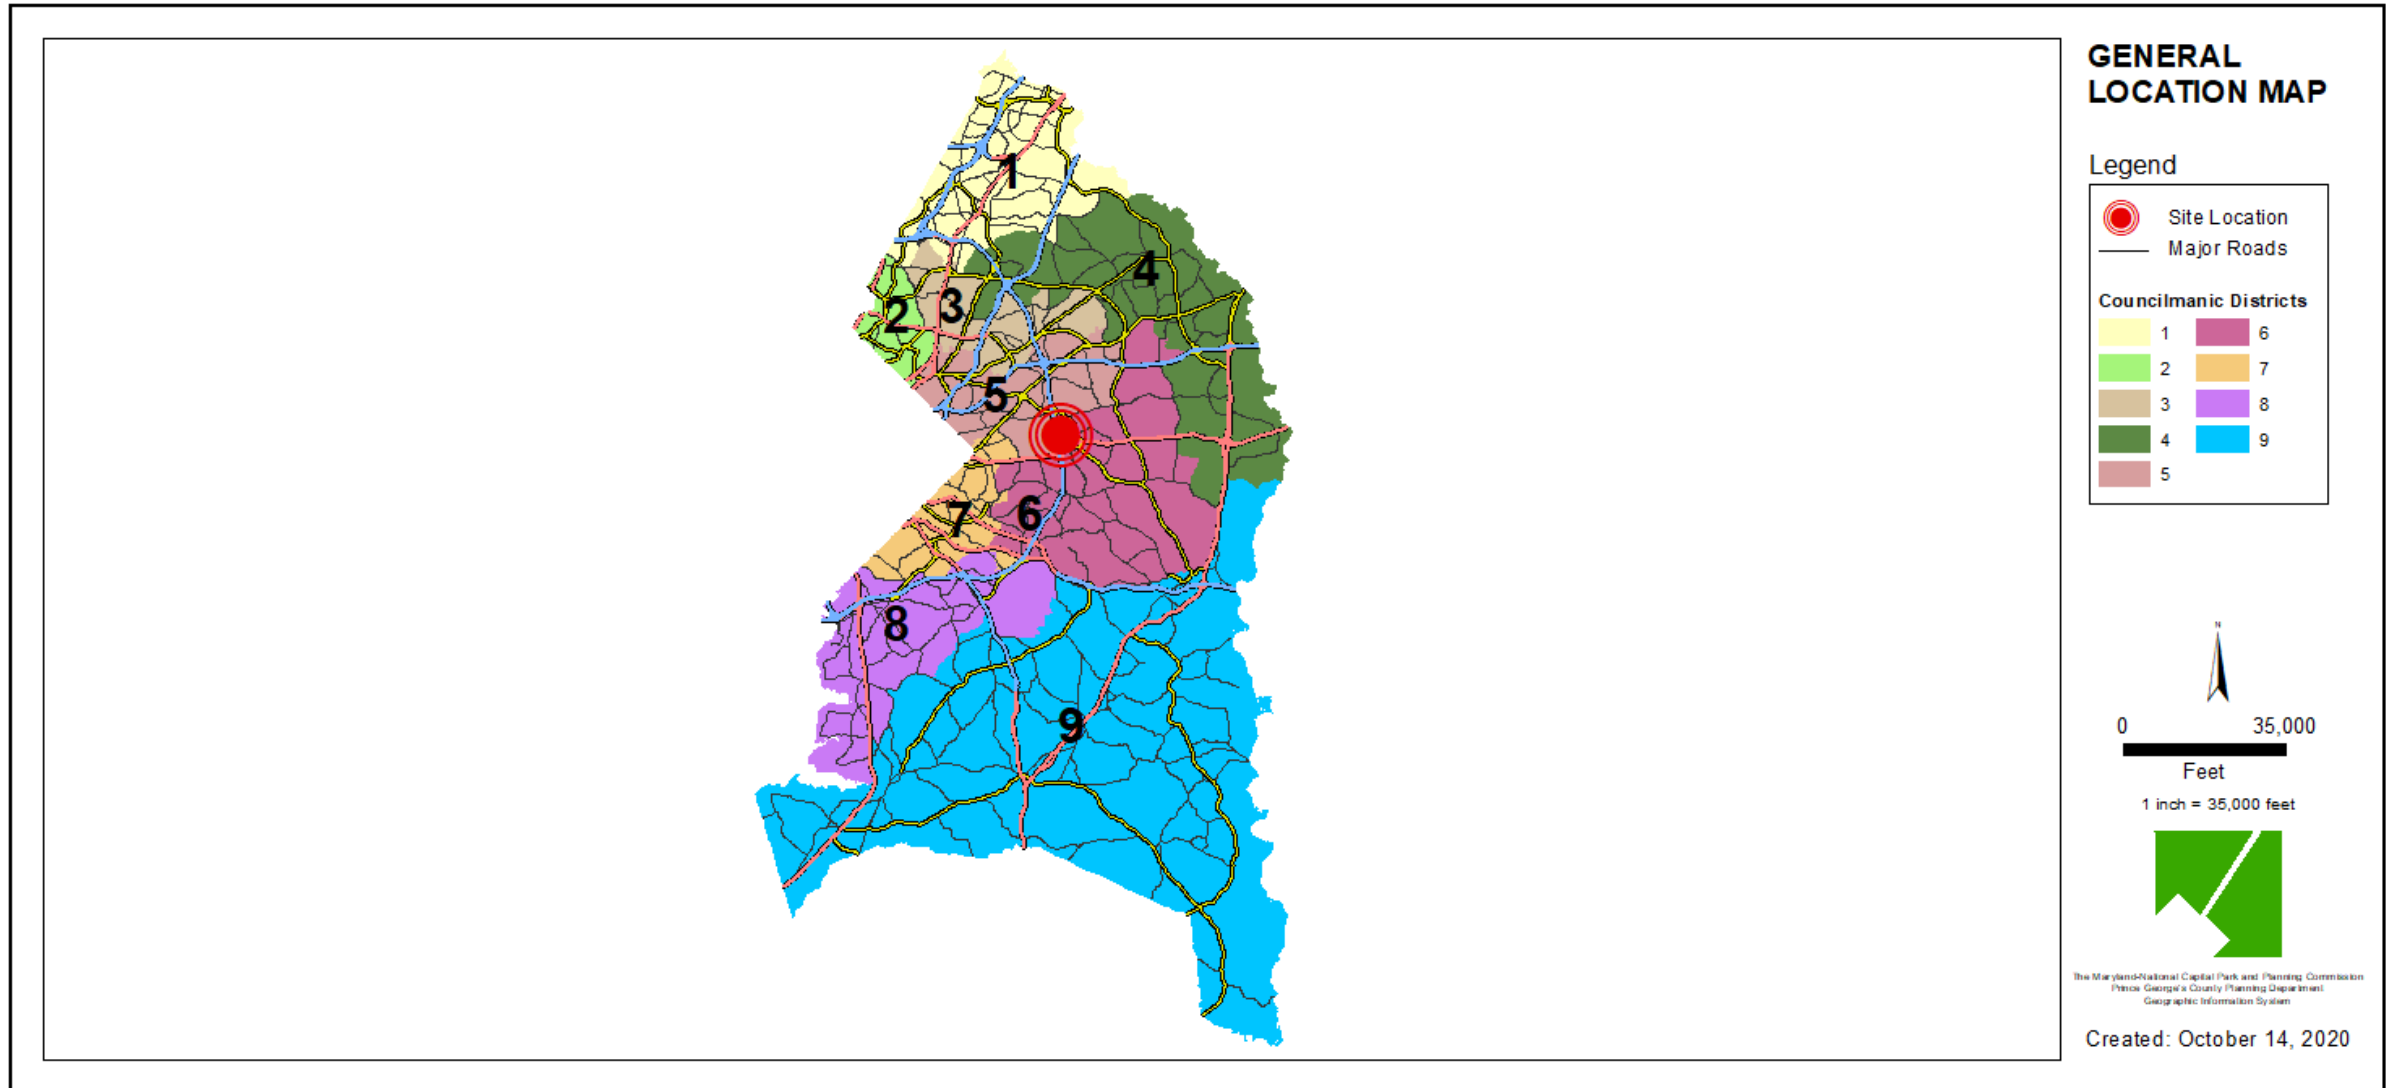 GENERAL
LOCATION MAP
Legend
Site Location
Major Roads
Councilmanic Districts
1 6
2 7
3 8
4 9
5
1
4
2
3
5
6
7
8
9
N
0 35,000
Feet
1 inch = 35,000 feet
The Maryland-National Capital Park and Planning Commission
Prince George's County Planning Department
Geographic Information System
Created: October 14, 2020